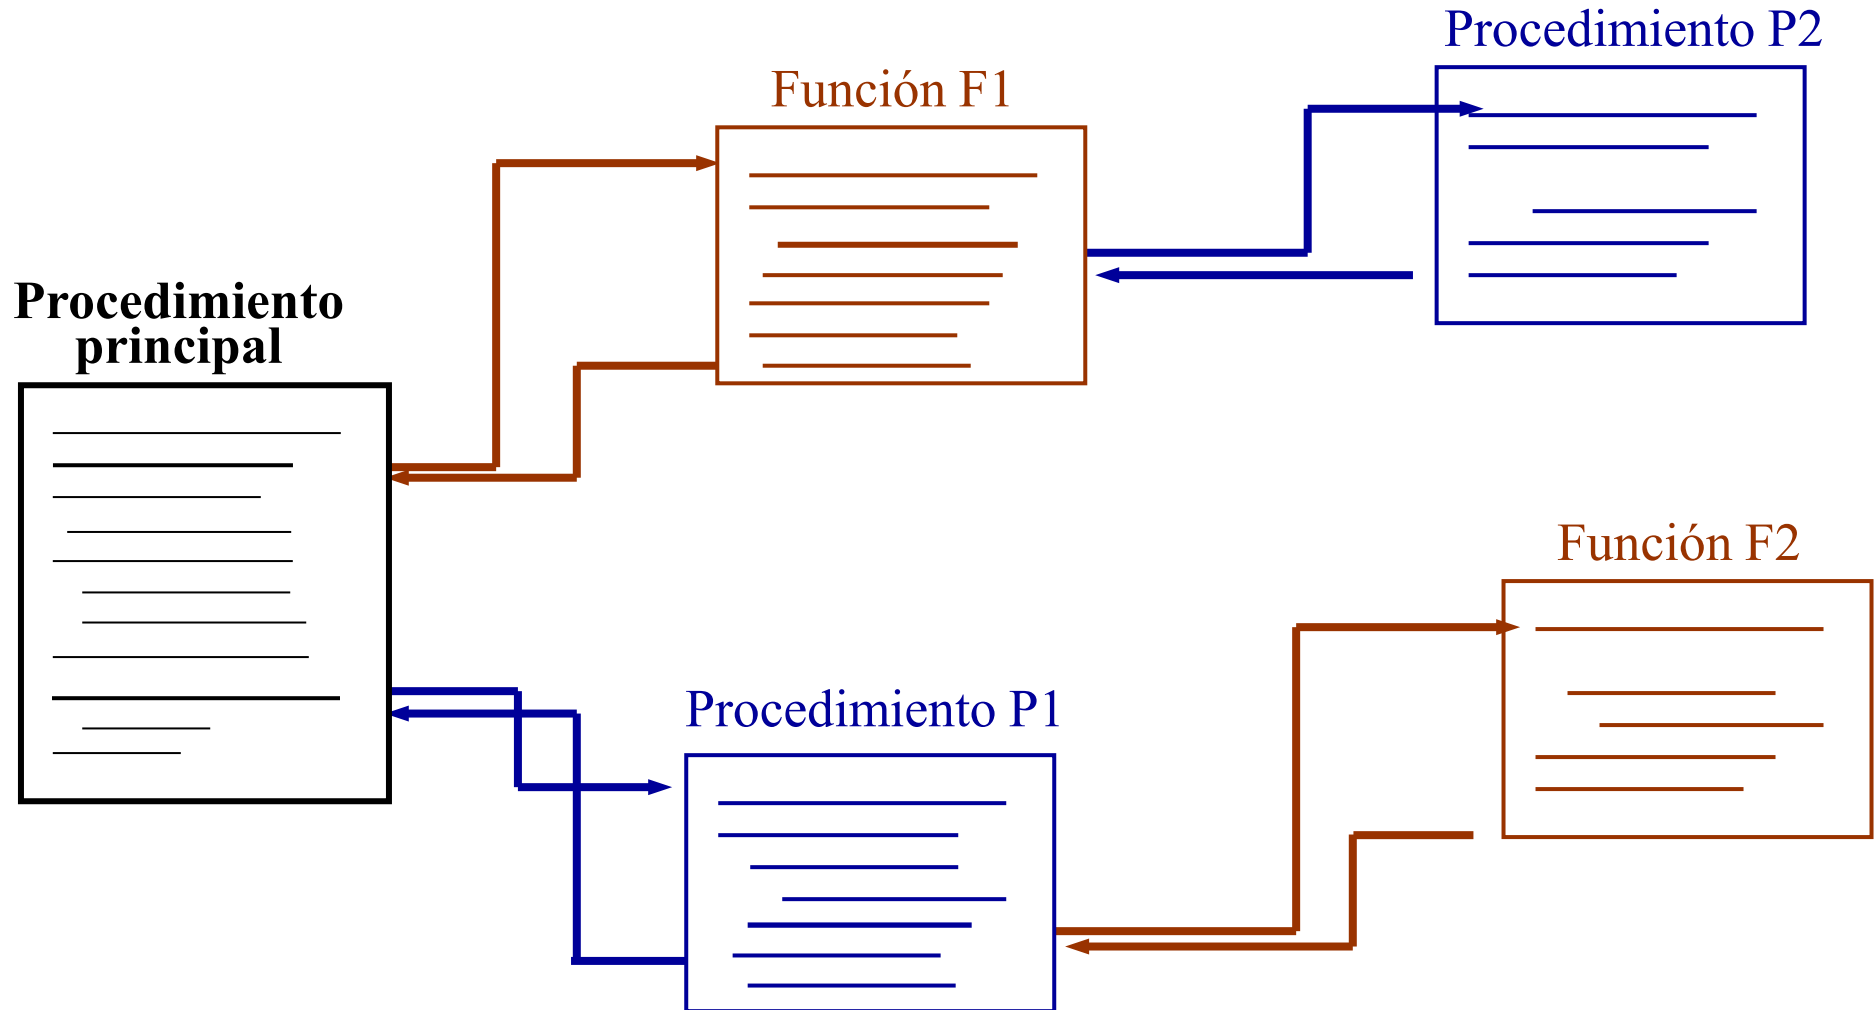 Procedimiento P2
Función F1
Procedimiento
principal
Función F2
Procedimiento P1